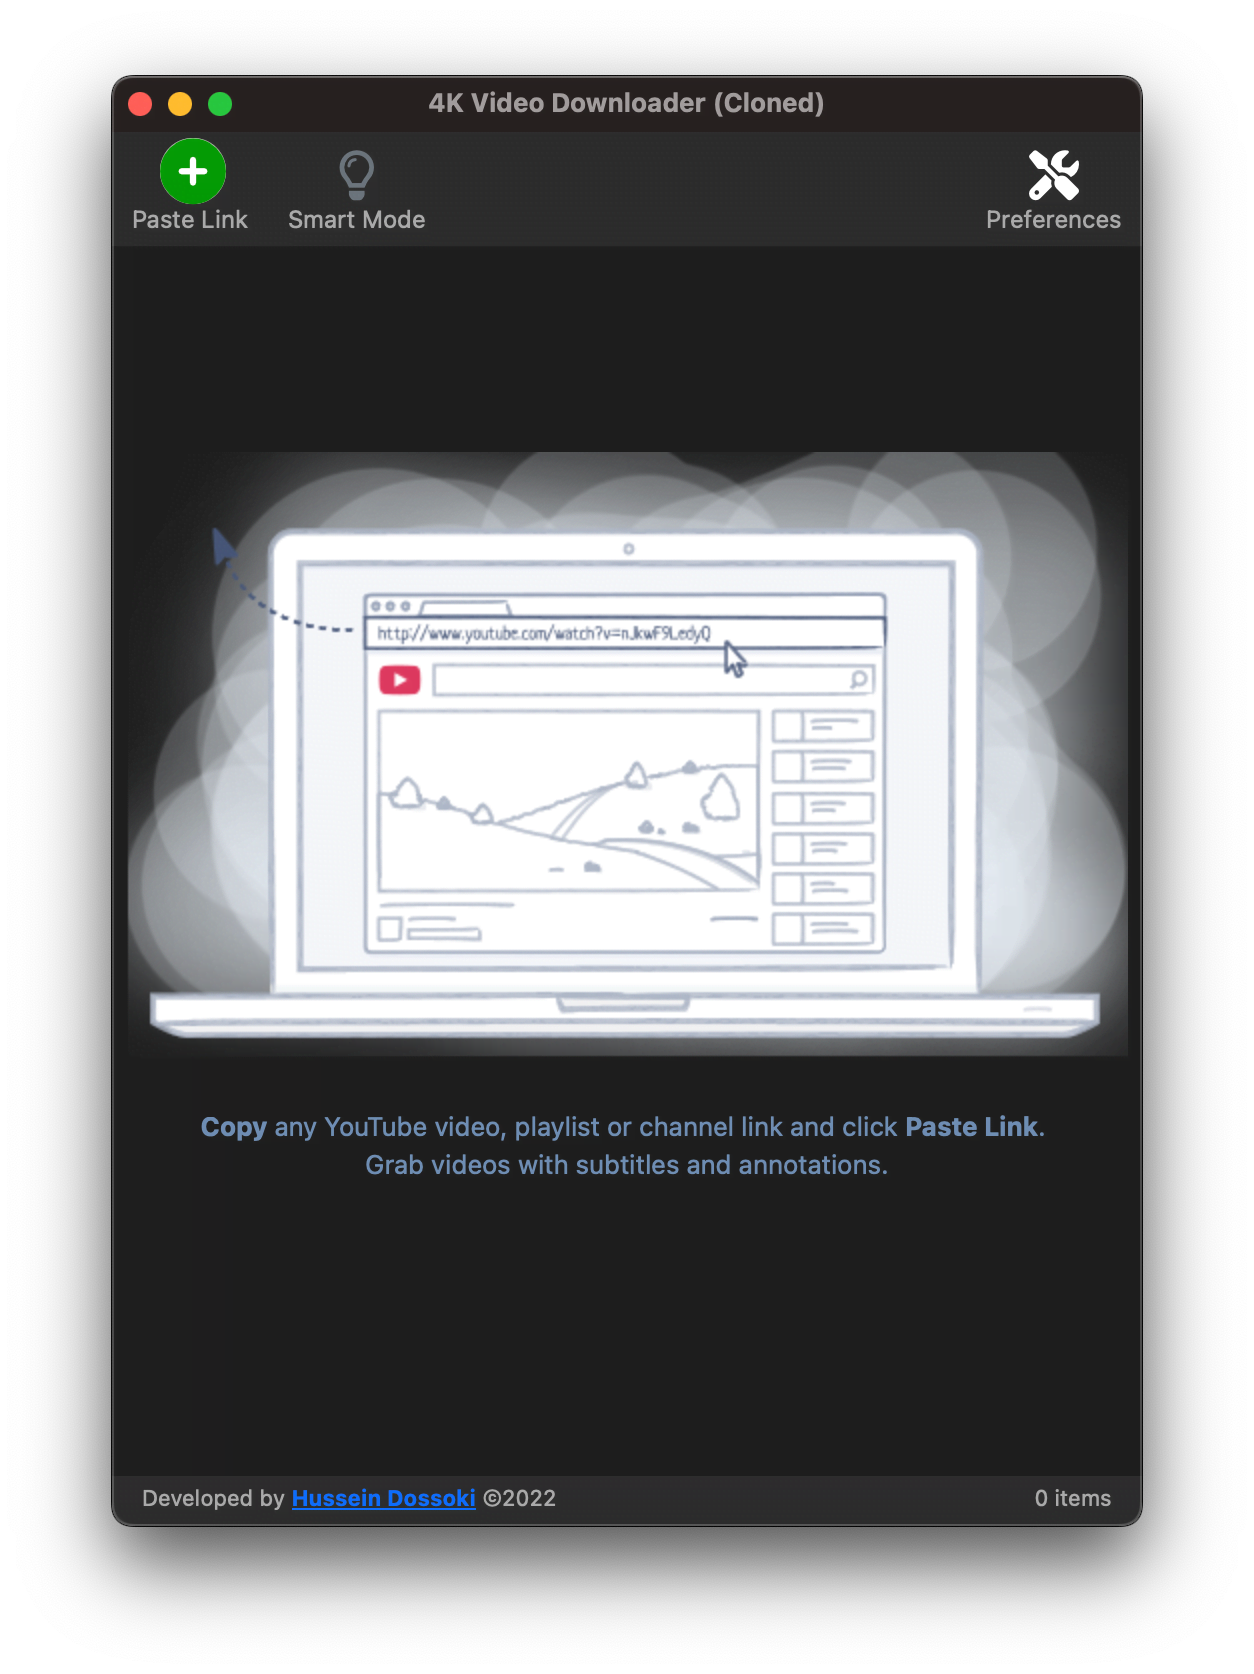 4K Video Downloader (Cloned)
Paste Link
Smart Mode
Preferences
http://www.youtube.com/watch?v=nJkwF9LedyQ
Copy any YouTube video, playlist or channel link and click Paste Link.
Grab videos with subtitles and annotations.
Developed by Hussein Dossoki ©2022
0 items